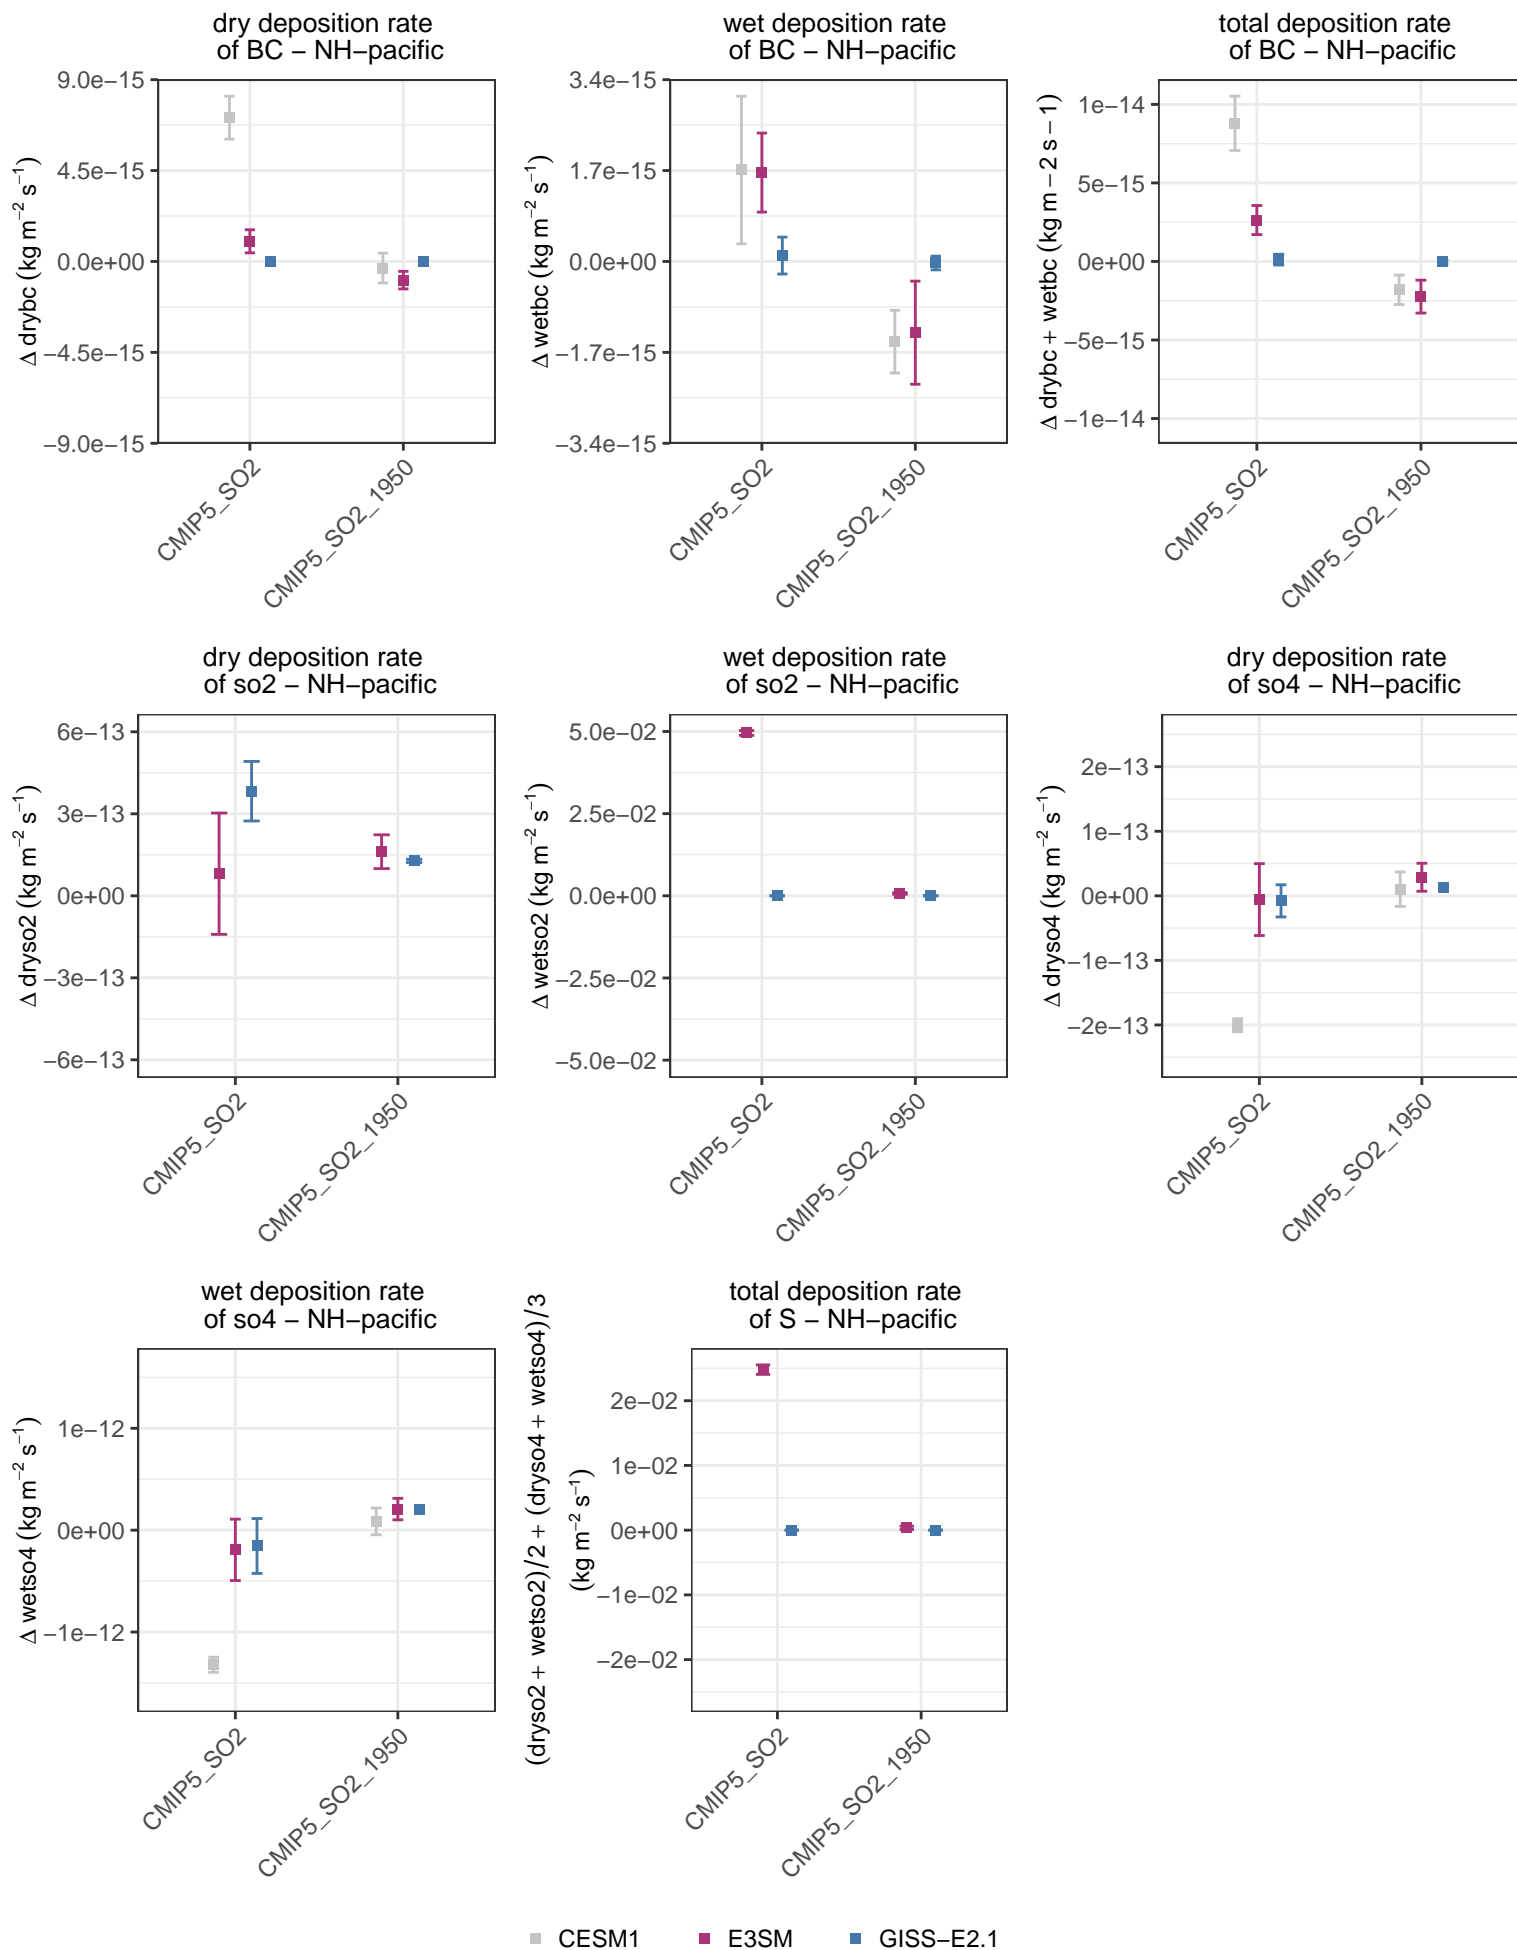 dry deposition rate
of BC − NH−pacific
9.0e−15
4.5e−15
0.0e+00
−4.5e−15
−9.0e−15
Δ drybc (kg m⁻² s⁻¹)
CMIP5_SO2
CMIP5_SO2_1950
wet deposition rate
of BC − NH−pacific
3.4e−15
1.7e−15
0.0e+00
−1.7e−15
−3.4e−15
Δ wetbc (kg m⁻² s⁻¹)
CMIP5_SO2
CMIP5_SO2_1950
total deposition rate
of BC − NH−pacific
1e−14
5e−15
0e+00
−5e−15
−1e−14
Δ drybc + wetbc (kg m − 2 s − 1)
CMIP5_SO2
CMIP5_SO2_1950
dry deposition rate
of so2 − NH−pacific
6e−13
3e−13
0e+00
−3e−13
−6e−13
Δ dryso2 (kg m⁻² s⁻¹)
CMIP5_SO2
CMIP5_SO2_1950
wet deposition rate
of so2 − NH−pacific
5.0e−02
2.5e−02
0.0e+00
−2.5e−02
−5.0e−02
Δ wetso2 (kg m⁻² s⁻¹)
CMIP5_SO2
CMIP5_SO2_1950
dry deposition rate
of so4 − NH−pacific
2e−13
1e−13
0e+00
−1e−13
−2e−13
Δ dryso4 (kg m⁻² s⁻¹)
CMIP5_SO2
CMIP5_SO2_1950
wet deposition rate
of so4 − NH−pacific
1e−12
0e+00
−1e−12
Δ wetso4 (kg m⁻² s⁻¹)
CMIP5_SO2
CMIP5_SO2_1950
total deposition rate
of S − NH−pacific
2e−02
1e−02
0e+00
−1e−02
−2e−02
(dryso2 + wetso2)/2 + (dryso4 + wetso4)/3
(kg m⁻² s⁻¹)
CMIP5_SO2
CMIP5_SO2_1950
CESM1 E3SM GISS−E2.1